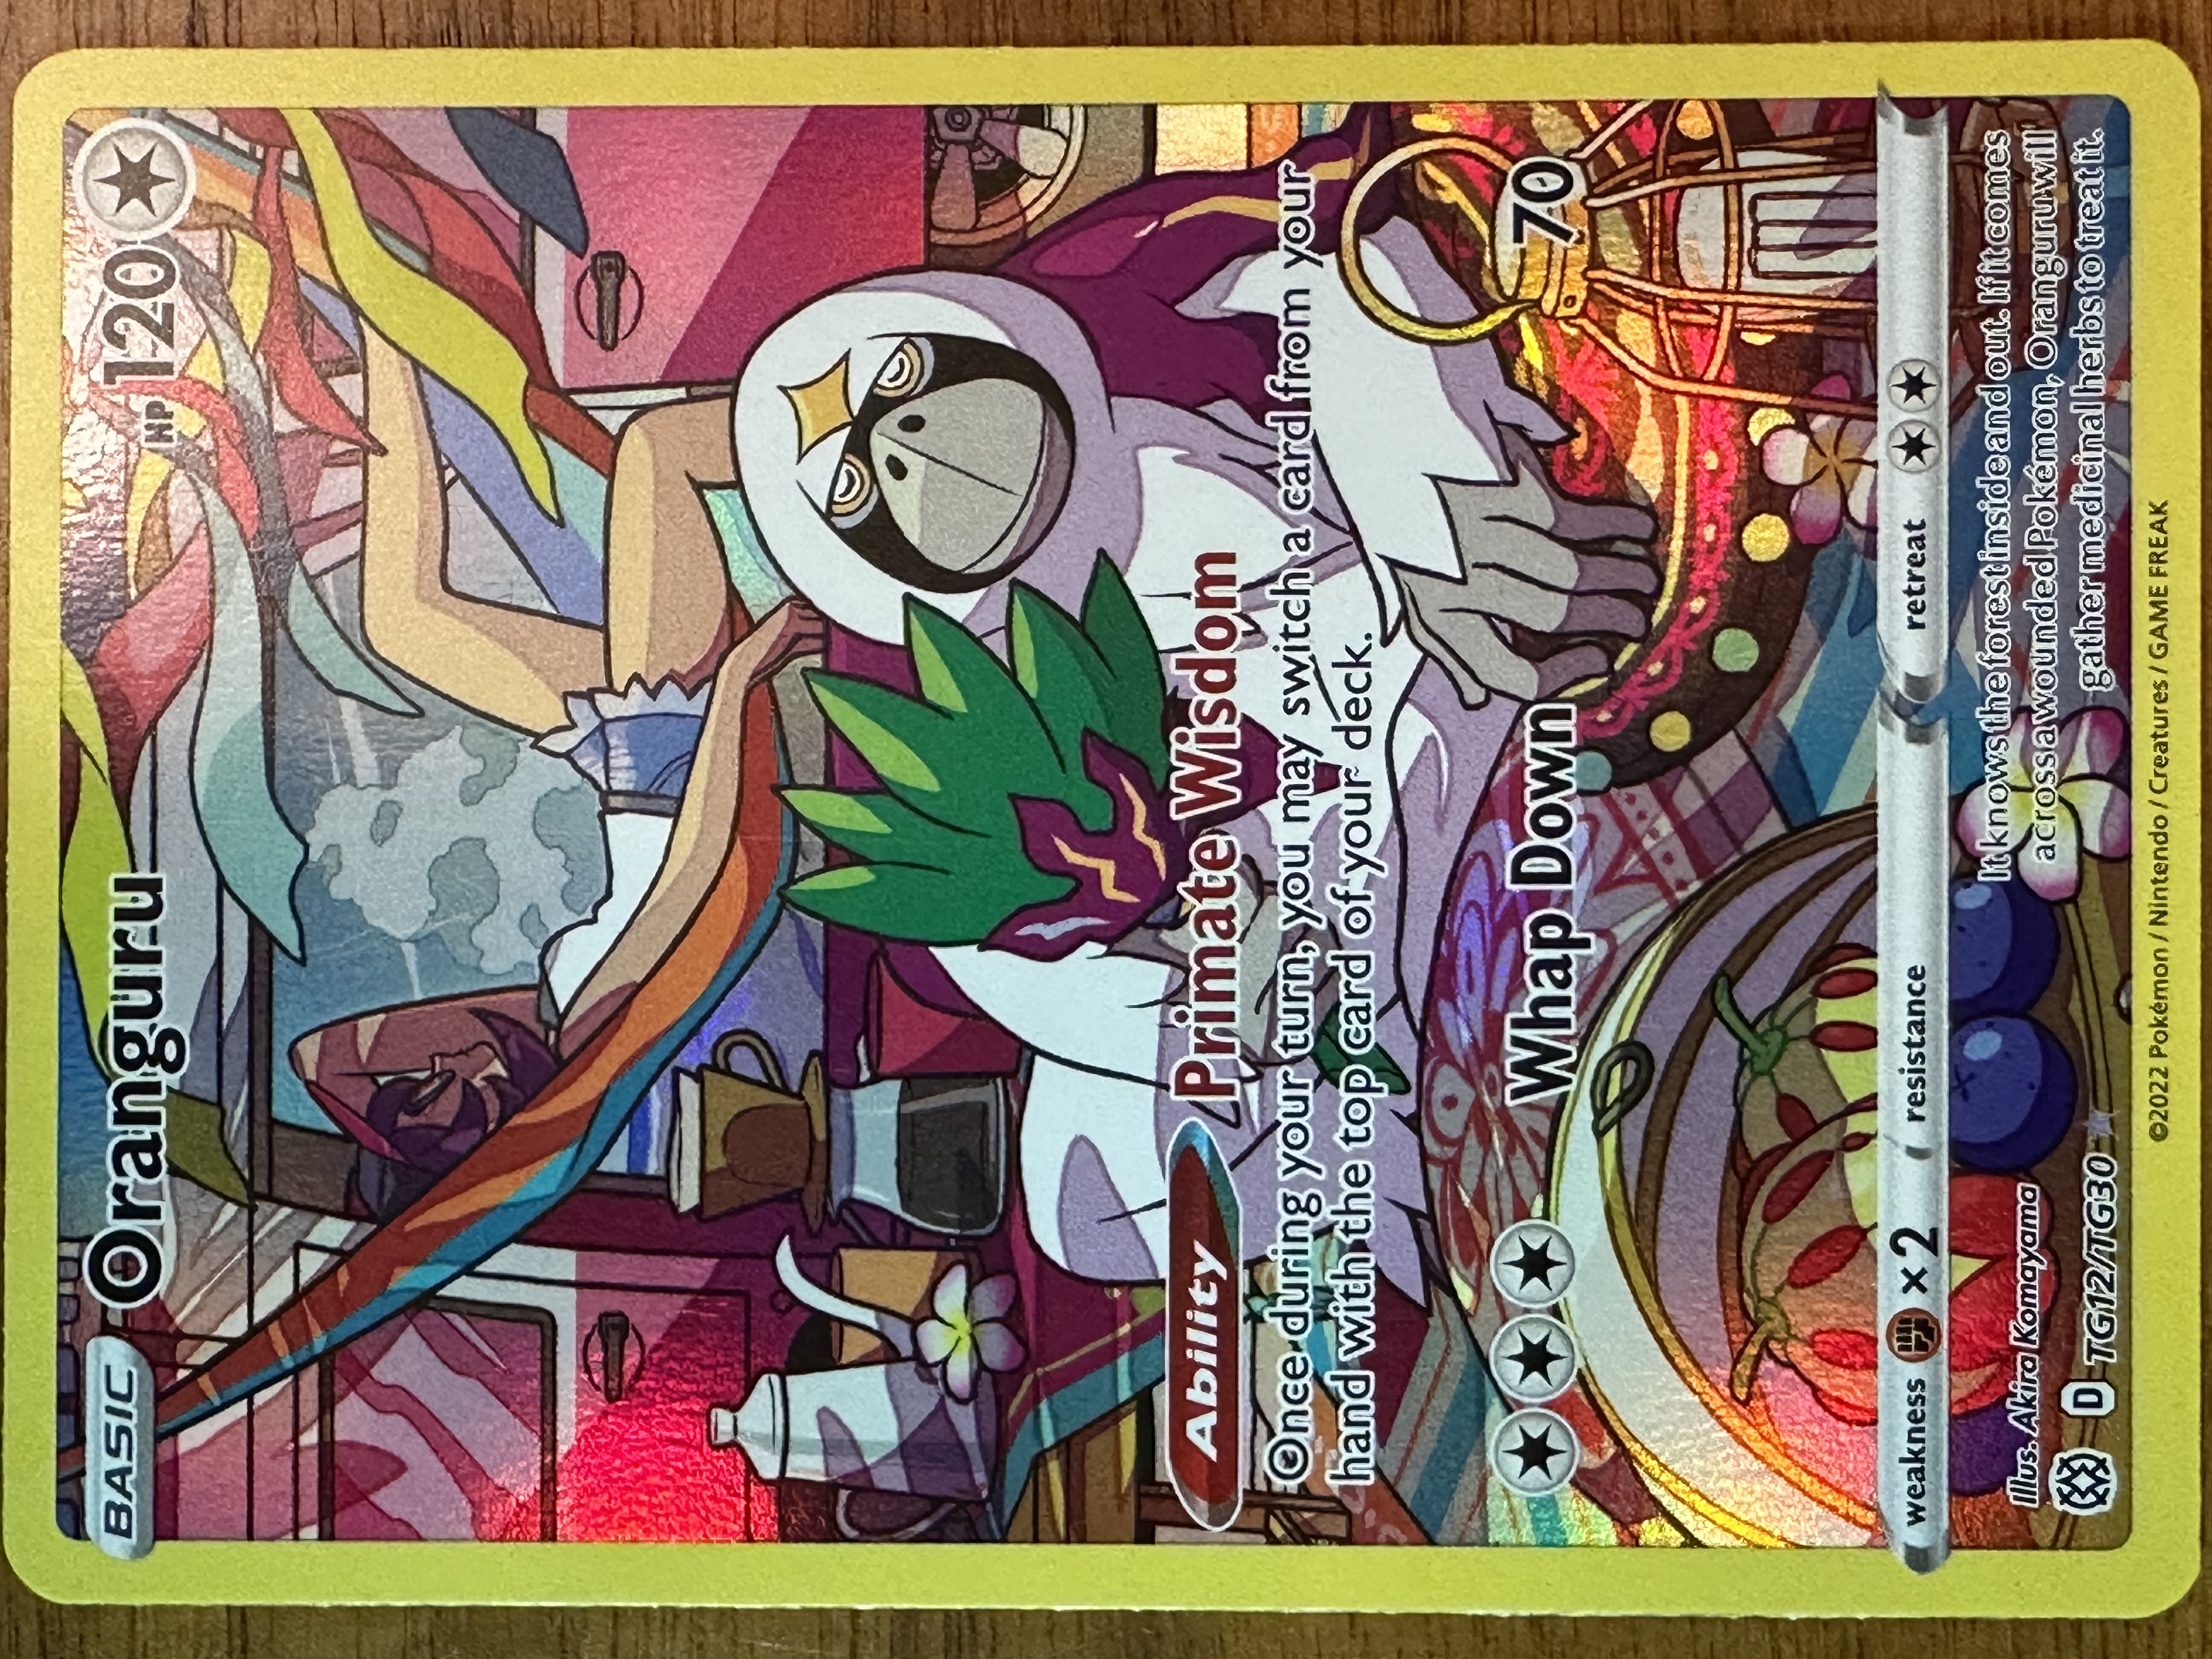 BASIC Oranguru HP 120
Ability Primate Wisdom
Once during your turn, you may switch a card from your
hand with the top card of your deck.
Whap Down 70
weakness ×2 resistance retreat
Illus. Akira Komayama
It knows the forest inside and out. If it comes
across a wounded Pokémon, Oranguru will
gather medicinal herbs to treat it.
D TG12/TG30
©2022 Pokémon / Nintendo / Creatures / GAME FREAK